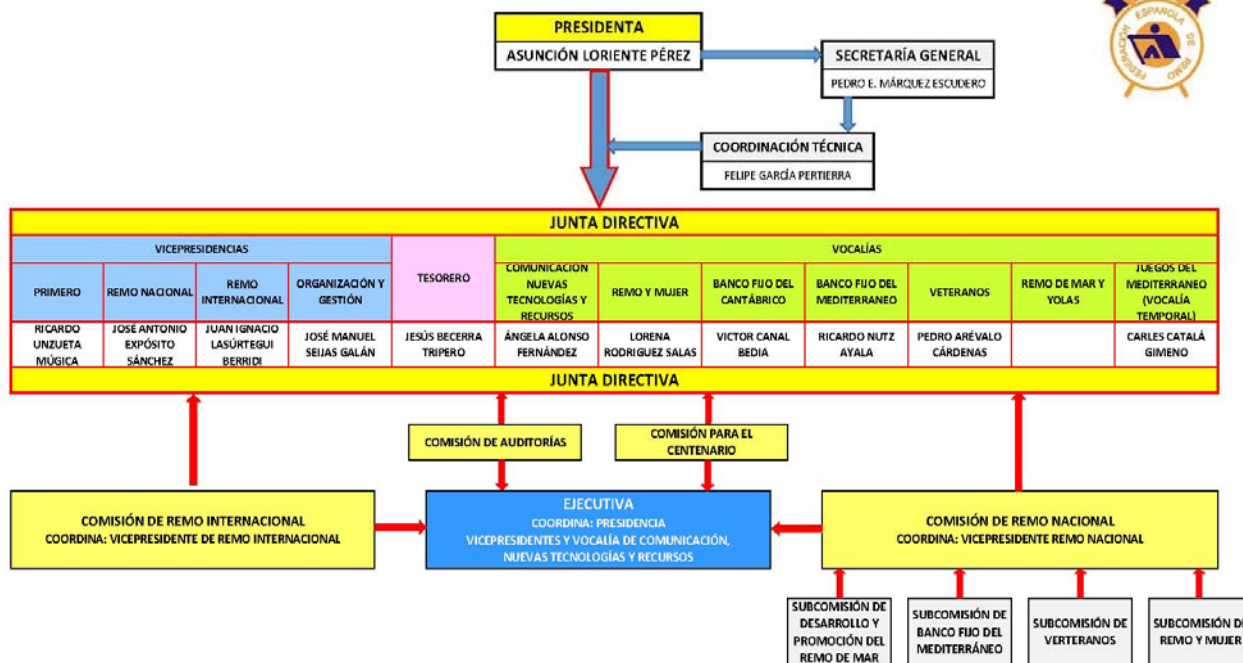 PRESIDENTA
ASUNCIÓN LORIENTE PÉREZ
FEDERACIÓN ESPAÑOLA DE REMO
SECRETARÍA GENERAL
PEDRO E. MÁRQUEZ ESCUDERO
COORDINACIÓN TÉCNICA
FELIPE GARCÍA PERTIERRA
JUNTA DIRECTIVA
VICEPRESIDENCIAS
TESORERO
VOCALÍAS
PRIMERO
REMO NACIONAL
REMO
INTERNACIONAL
ORGANIZACIÓN Y
GESTIÓN
COMUNICACIÓN
NUEVAS
TECNOLOGÍAS Y
RECURSOS
REMO Y MUJER
BANCO FIJO DEL
CANTÁBRICO
BANCO FIJO DEL
MEDITERRANEO
VETERANOS
REMO DE MAR Y
YOLAS
JUEGOS DEL
MEDITERRANEO
(VOCALÍA
TEMPORAL)
RICARDO
UNZUETA
MÚGICA
JOSÉ ANTONIO
EXPÓSITO
SÁNCHEZ
JUAN IGNACIO
LASÚRTEGUI
BERRIDI
JOSÉ MANUEL
SEIJAS GALÁN
JESÚS BECERRA
TRIPERO
ÁNGELA ALONSO
FERNÁNDEZ
LORENA
RODRIGUEZ SALAS
VICTOR CANAL
BEDIA
RICARDO NUTZ
AYALA
PEDRO ARÉVALO
CÁRDENAS
CARLES CATALÁ
GIMENO
JUNTA DIRECTIVA
COMISIÓN DE AUDITORÍAS
COMISIÓN PARA EL
CENTENARIO
COMISIÓN DE REMO INTERNACIONAL
COORDINA: VICEPRESIDENTE DE REMO INTERNACIONAL
EJECUTIVA
COORDINA: PRESIDENCIA
VICEPRESIDENTES Y VOCALÍA DE COMUNICACIÓN,
NUEVAS TECNOLOGÍAS Y RECURSOS
COMISIÓN DE REMO NACIONAL
COORDINA: VICEPRESIDENTE REMO NACIONAL
SUBCOMISIÓN DE
DESARROLLO Y
PROMOCIÓN DEL
REMO DE MAR
SUBCOMISIÓN DE
BANCO FIJO DEL
MEDITERRÁNEO
SUBCOMISIÓN DE
VERTERANOS
SUBCOMISIÓN DE
REMO Y MUJER